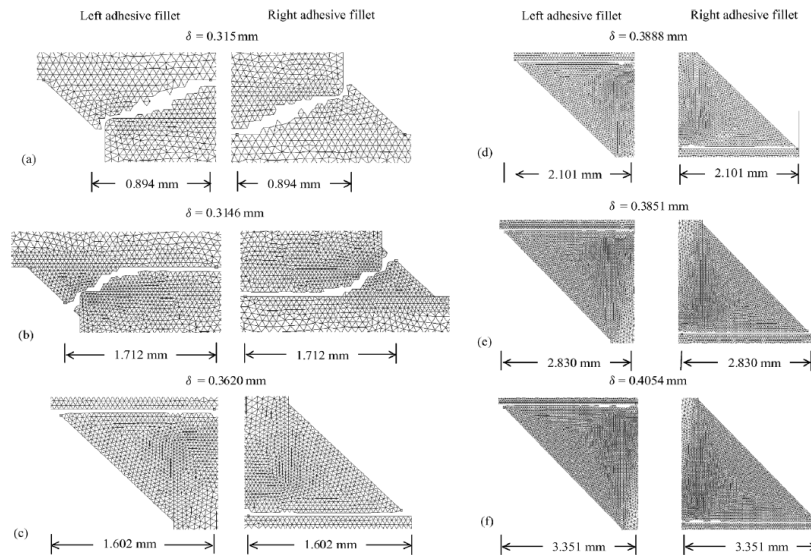 Left adhesive fillet Right adhesive fillet
δ = 0.315 mm
(a)
0.894 mm 0.894 mm
δ = 0.3146 mm
(b)
1.712 mm 1.712 mm
δ = 0.3620 mm
(c)
1.602 mm 1.602 mm
Left adhesive fillet Right adhesive fillet
δ = 0.3888 mm
(d)
2.101 mm 2.101 mm
δ = 0.3851 mm
(e)
2.830 mm 2.830 mm
δ = 0.4054 mm
(f)
3.351 mm 3.351 mm